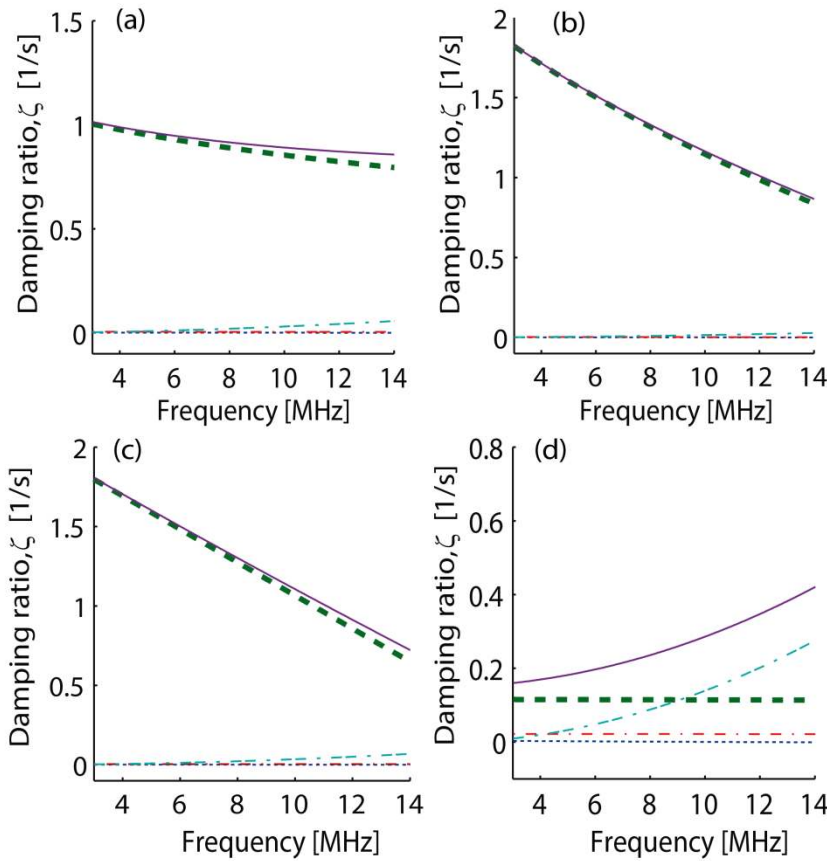 (a)
1.5
1
0.5
0
Damping ratio,ζ [1/s]
4 6 8 10 12 14
Frequency [MHz]
(b)
2
1.5
1
0.5
0
Damping ratio,ζ [1/s]
4 6 8 10 12 14
Frequency [MHz]
(c)
2
1.5
1
0.5
0
Damping ratio,ζ [1/s]
4 6 8 10 12 14
Frequency [MHz]
(d)
0.8
0.6
0.4
0.2
0
Damping ratio,ζ [1/s]
4 6 8 10 12 14
Frequency [MHz]